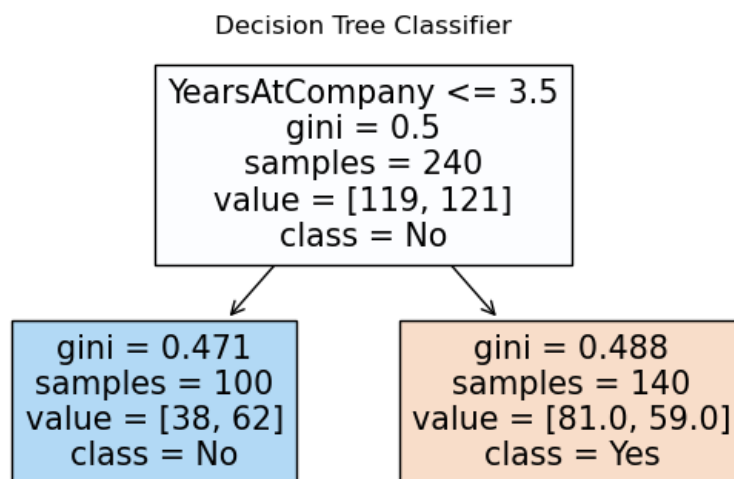 Decision Tree Classifier
YearsAtCompany <= 3.5
gini = 0.5
samples = 240
value = [119, 121]
class = No
gini = 0.471
samples = 100
value = [38, 62]
class = No
gini = 0.488
samples = 140
value = [81.0, 59.0]
class = Yes